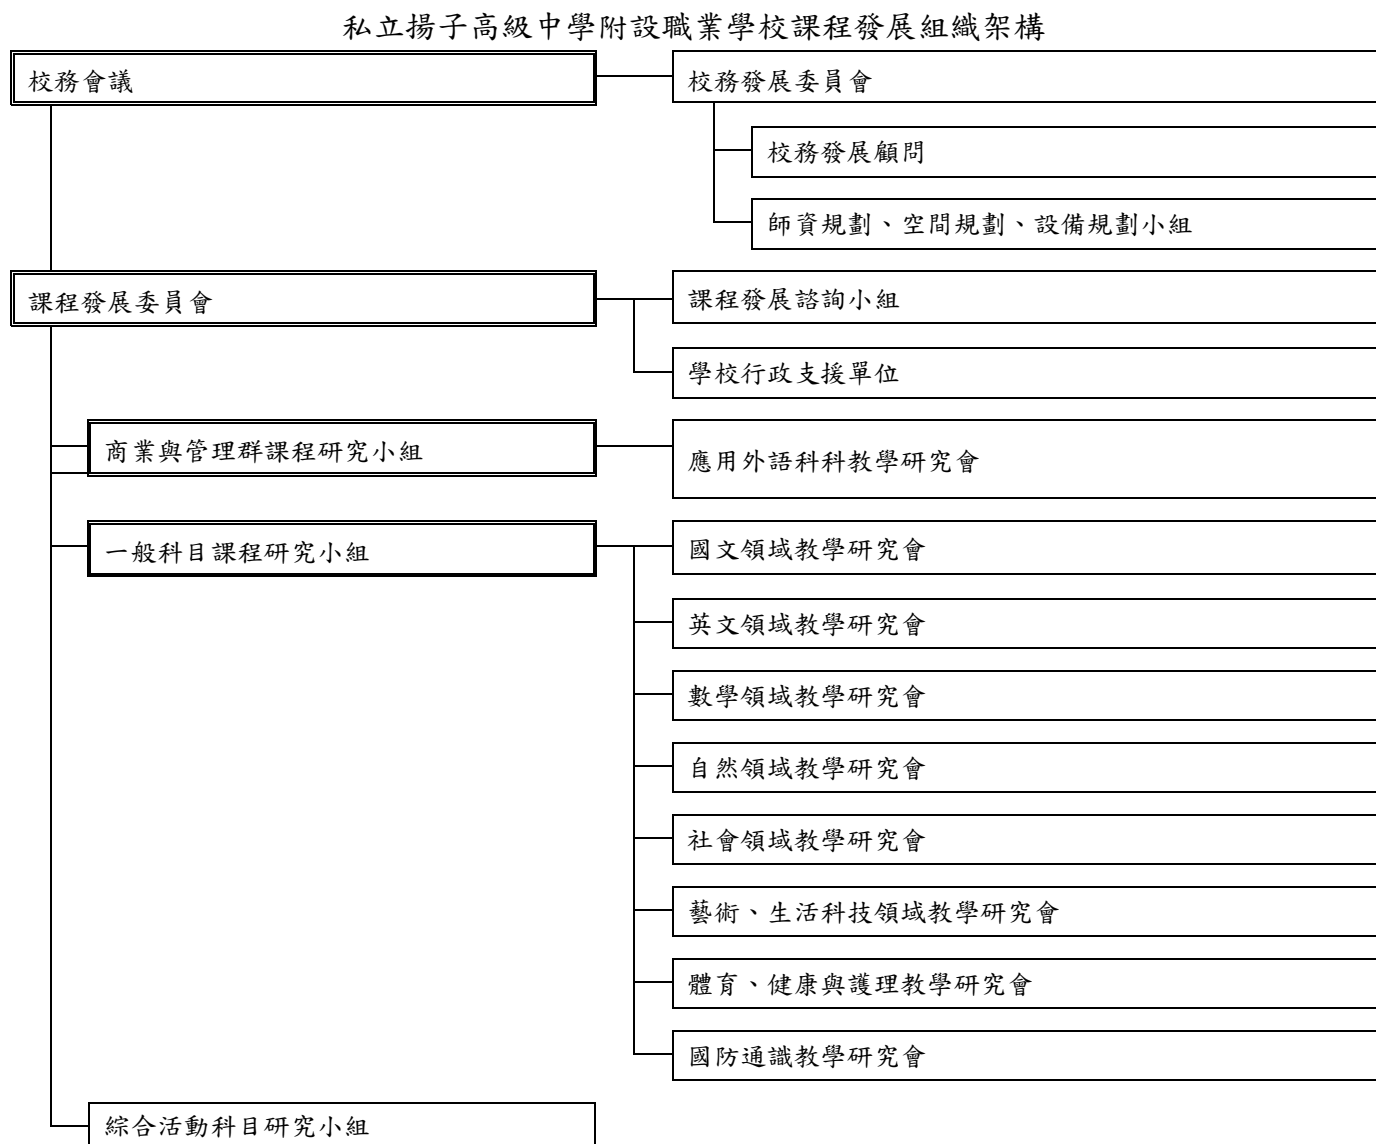 私立揚子高級中學附設職業學校課程發展組織架構
校務會議
校務發展委員會
校務發展顧問
師資規劃、空間規劃、設備規劃小組
課程發展委員會
課程發展諮詢小組
學校行政支援單位
商業與管理群課程研究小組
應用外語科科教學研究會
一般科目課程研究小組
國文領域教學研究會
英文領域教學研究會
數學領域教學研究會
自然領域教學研究會
社會領域教學研究會
藝術、生活科技領域教學研究會
體育、健康與護理教學研究會
國防通識教學研究會
綜合活動科目研究小組